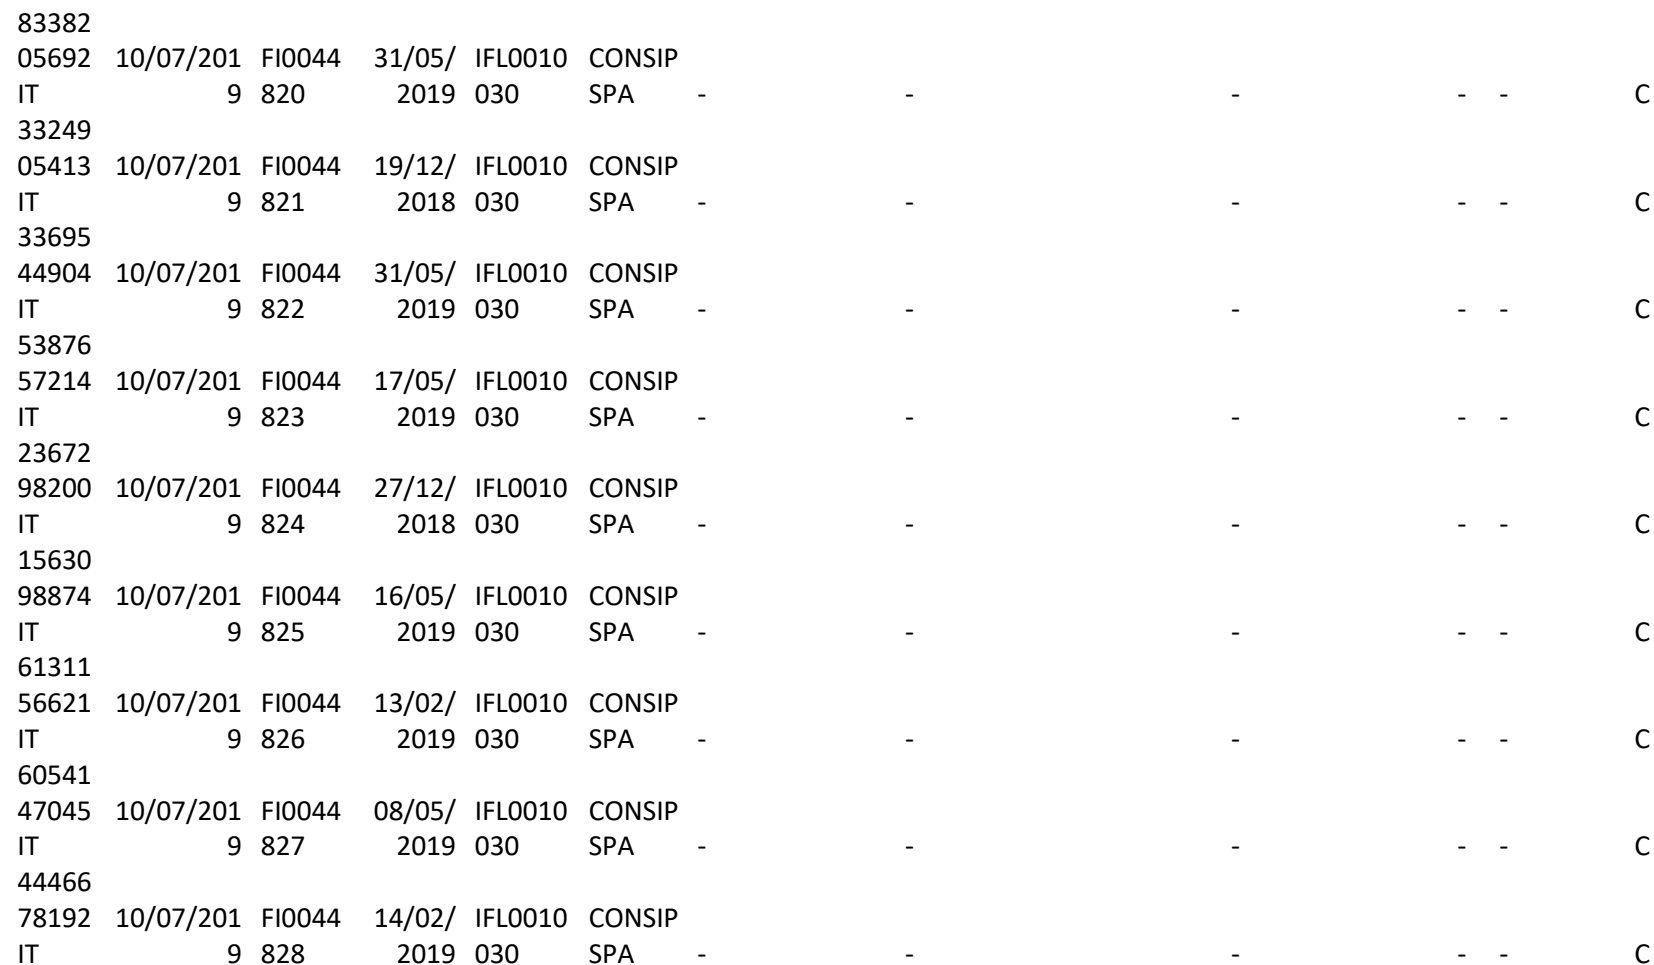 83382
05692 10/07/201 FI0044 31/05/ IFL0010 CONSIP
IT 9 820 2019 030 SPA - - - - - C
33249
05413 10/07/201 FI0044 19/12/ IFL0010 CONSIP
IT 9 821 2018 030 SPA - - - - - C
33695
44904 10/07/201 FI0044 31/05/ IFL0010 CONSIP
IT 9 822 2019 030 SPA - - - - - C
53876
57214 10/07/201 FI0044 17/05/ IFL0010 CONSIP
IT 9 823 2019 030 SPA - - - - - C
23672
98200 10/07/201 FI0044 27/12/ IFL0010 CONSIP
IT 9 824 2018 030 SPA - - - - - C
15630
98874 10/07/201 FI0044 16/05/ IFL0010 CONSIP
IT 9 825 2019 030 SPA - - - - - C
61311
56621 10/07/201 FI0044 13/02/ IFL0010 CONSIP
IT 9 826 2019 030 SPA - - - - - C
60541
47045 10/07/201 FI0044 08/05/ IFL0010 CONSIP
IT 9 827 2019 030 SPA - - - - - C
44466
78192 10/07/201 FI0044 14/02/ IFL0010 CONSIP
IT 9 828 2019 030 SPA - - - - - C